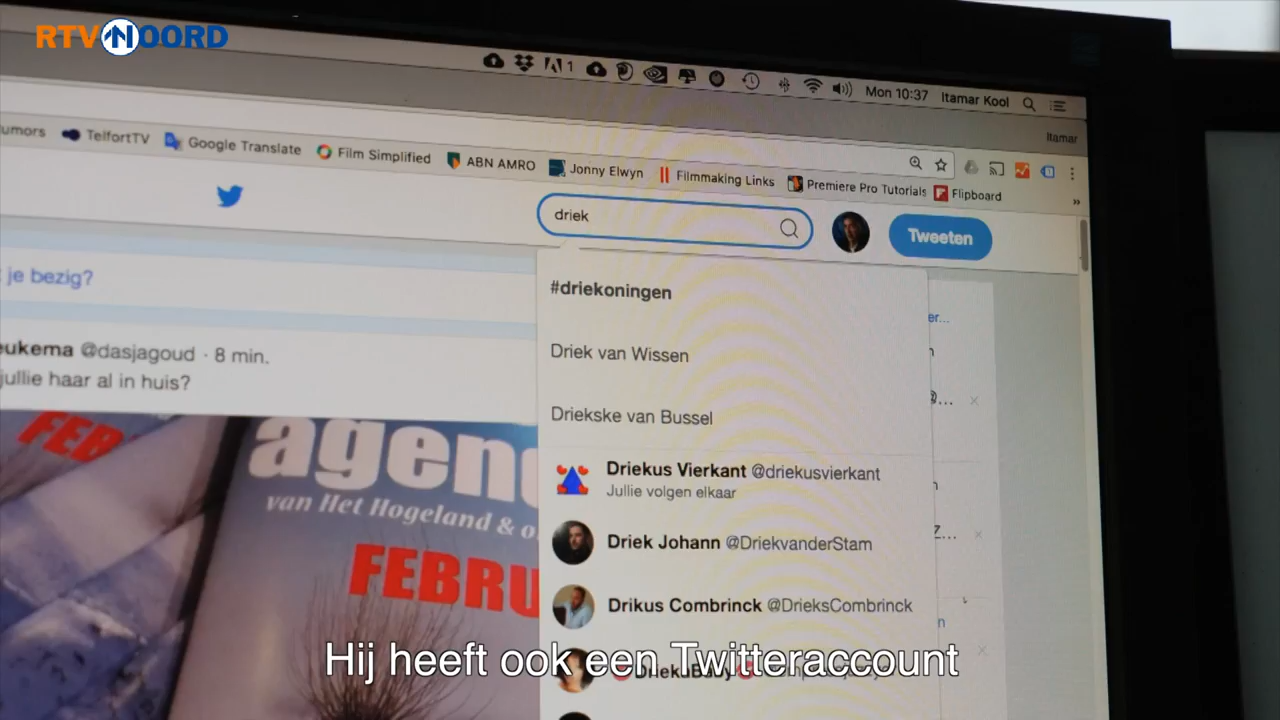 RTV NOORD
1
Mon 10:37 Itamar Kool
Itamar
umors TelfortTV Google Translate Film Simplified ABN AMRO Jonny Elwyn Filmmaking Links Premiere Pro Tutorials Flipboard »
driek
Tweeten
je bezig?
#driekoningen
er...
Driek van Wissen
eukema @dasjagoud · 8 min.
jullie haar al in huis?
Driekske van Bussel
FEB
agen
van Het Hogeland & o
FEBRU
Driekus Vierkant @driekusvierkant
Jullie volgen elkaar
Driek Johann @DriekvanderStam
Drikus Combrinck @DrieksCombrinck
Hij heeft ook een Twitteraccount